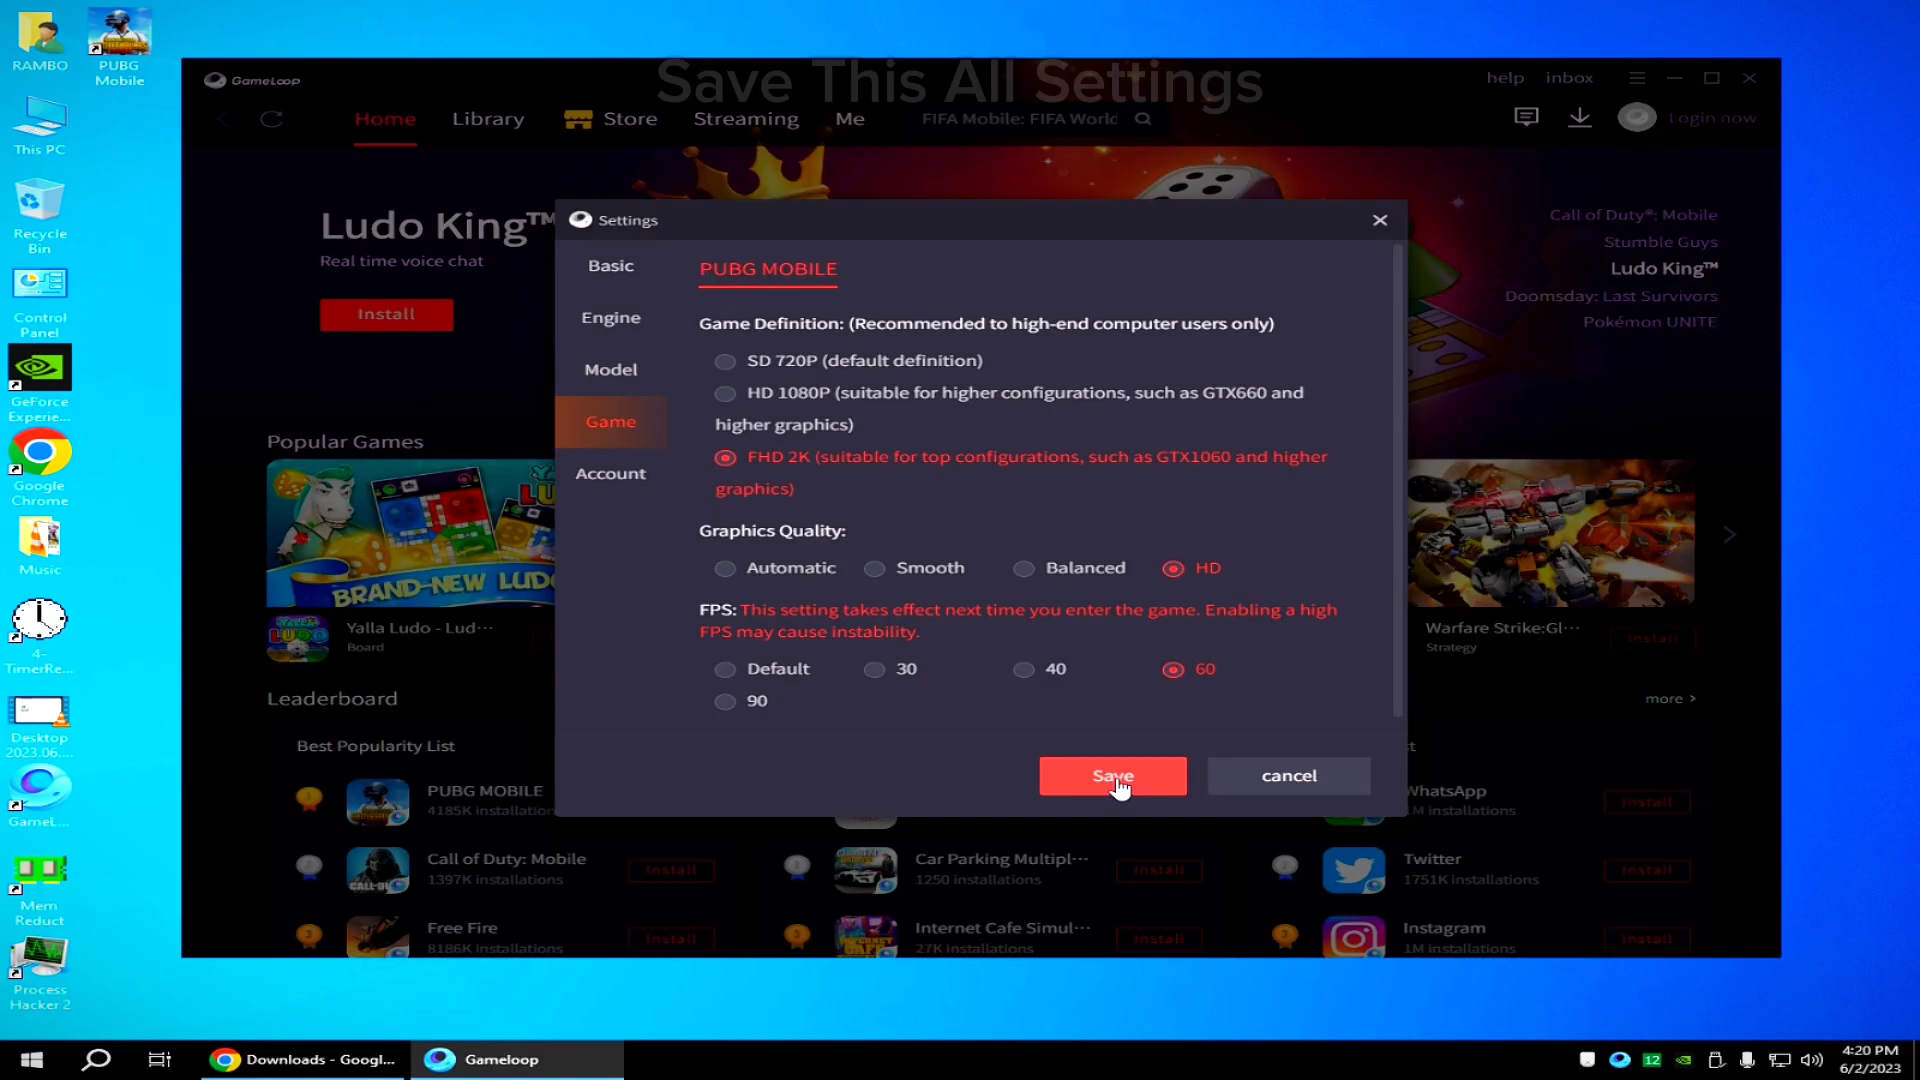 RAMBO
PUBG
Mobile
This PC
Recycle
Bin
Control
Panel
GeForce
Experie...
Google
Chrome
Music
4-
TimerRe...
Desktop
2023.06....
GameL...
Mem
Reduct
Process
Hacker 2
GameLoop
Save This All Settings
help
inbox
Home
Library
Store
Streaming
Me
FIFA Mobile: FIFA World
Login now
Ludo King™
Real time voice chat
Install
Call of Duty®: Mobile
Stumble Guys
Ludo King™
Doomsday: Last Survivors
Pokémon UNITE
Settings
Basic
Engine
Model
Game
Account
PUBG MOBILE
Game Definition: (Recommended to high-end computer users only)
SD 720P (default definition)
HD 1080P (suitable for higher configurations, such as GTX660 and
higher graphics)
FHD 2K (suitable for top configurations, such as GTX1060 and higher
graphics)
Graphics Quality:
Automatic
Smooth
Balanced
HD
FPS: This setting takes effect next time you enter the game. Enabling a high
FPS may cause instability.
Default
30
40
60
90
Save
cancel
Popular Games
BRAND-NEW LUDO
Yalla Ludo - Lud···
Board
Warfare Strike:Gl···
Strategy
Install
Leaderboard
more >
Best Popularity List
PUBG MOBILE
4185K installations
Call of Duty: Mobile
1397K installations
Install
Free Fire
8186K installations
Install
Car Parking Multipl···
1250 installations
Install
Internet Cafe Simul···
27K installations
Install
WhatsApp
Install
Twitter
1751K installations
Install
Instagram
1M installations
Install
Downloads - Googl...
Gameloop
12
4:20 PM
6/2/2023